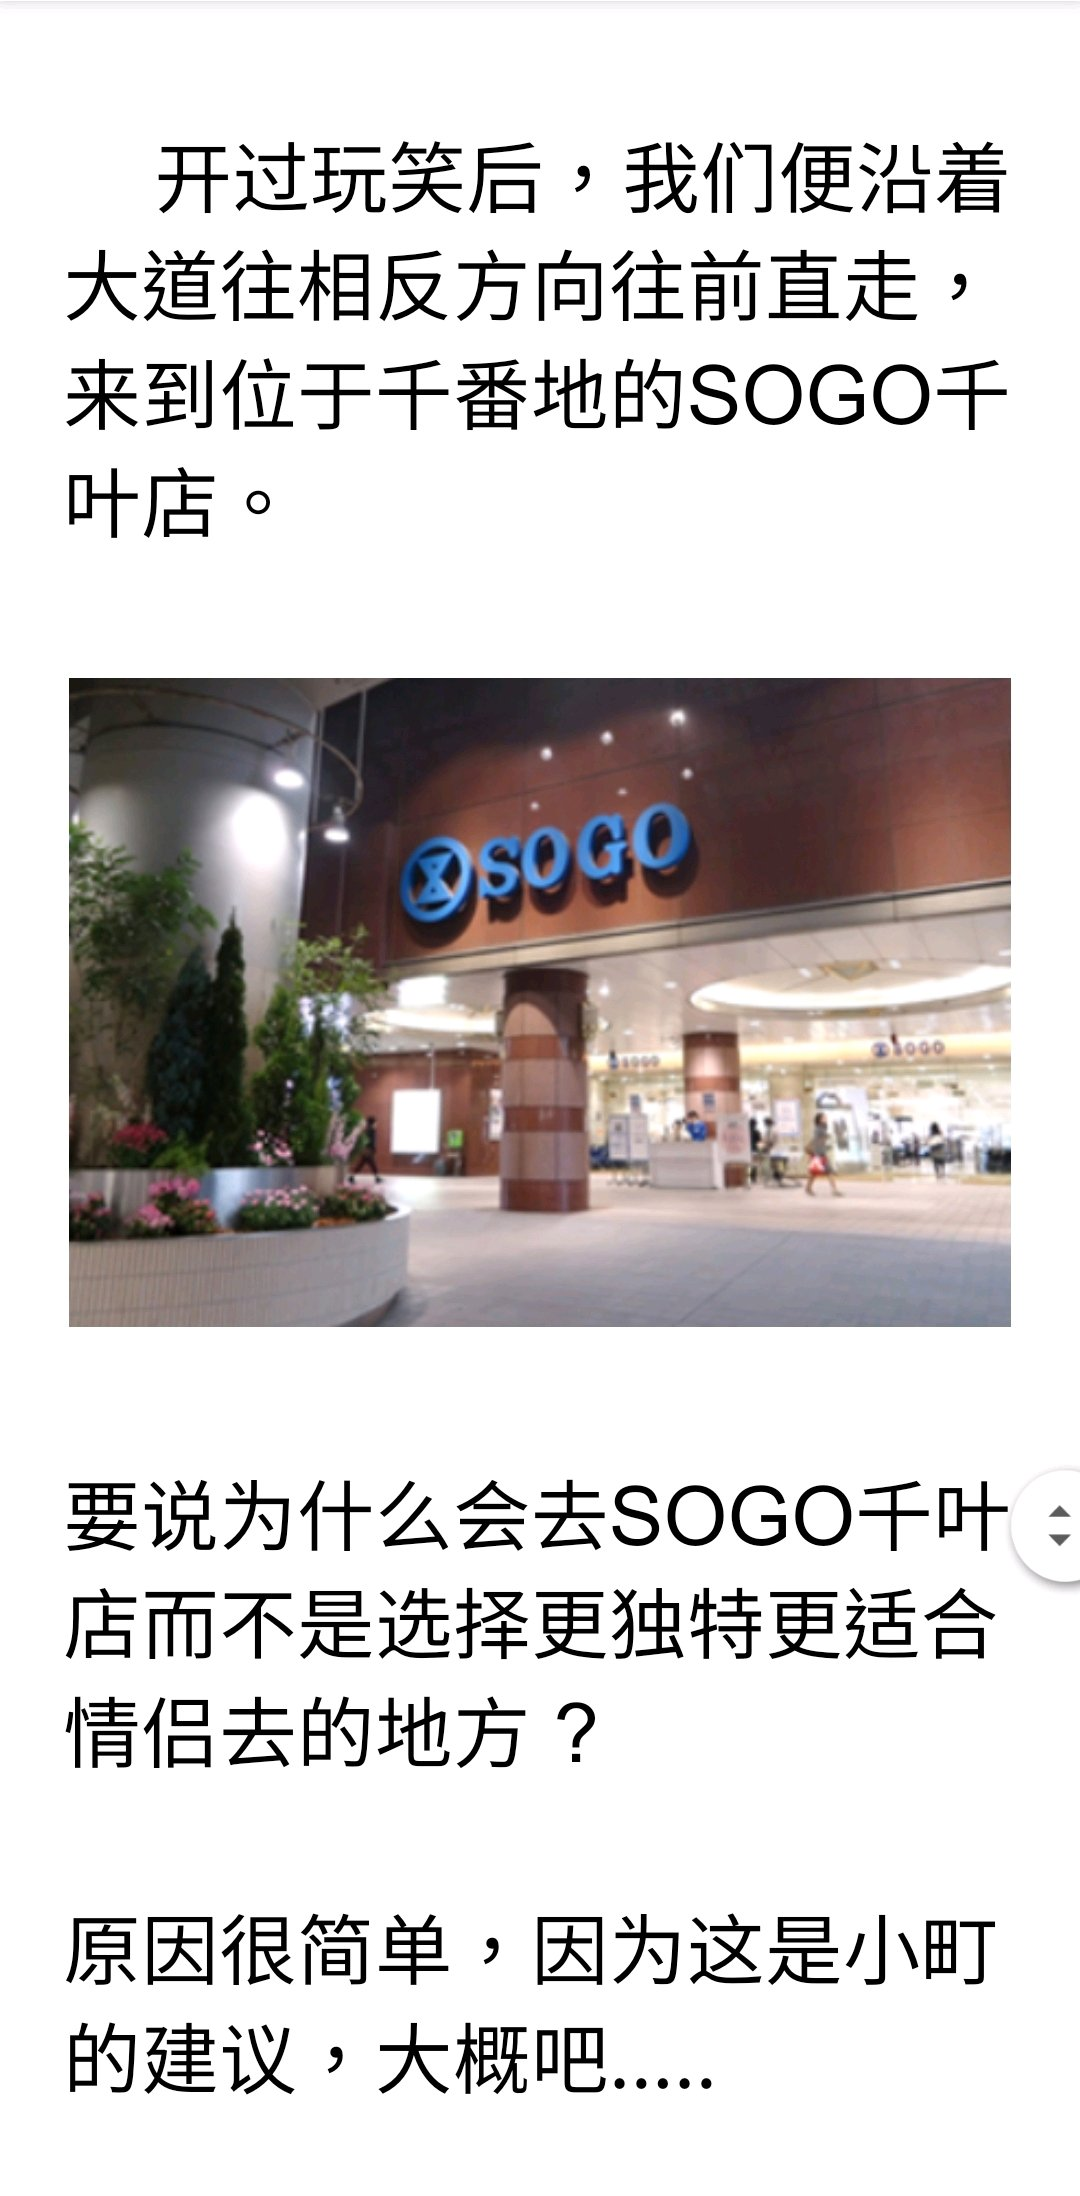 开过玩笑后，我们便沿着
大道往相反方向往前直走，
来到位于千番地的SOGO千
叶店。
SOGO
SOGO
SOGO
要说为什么会去SOGO千叶
店而不是选择更独特更适合
情侣去的地方？
原因很简单，因为这是小町
的建议，大概吧.....